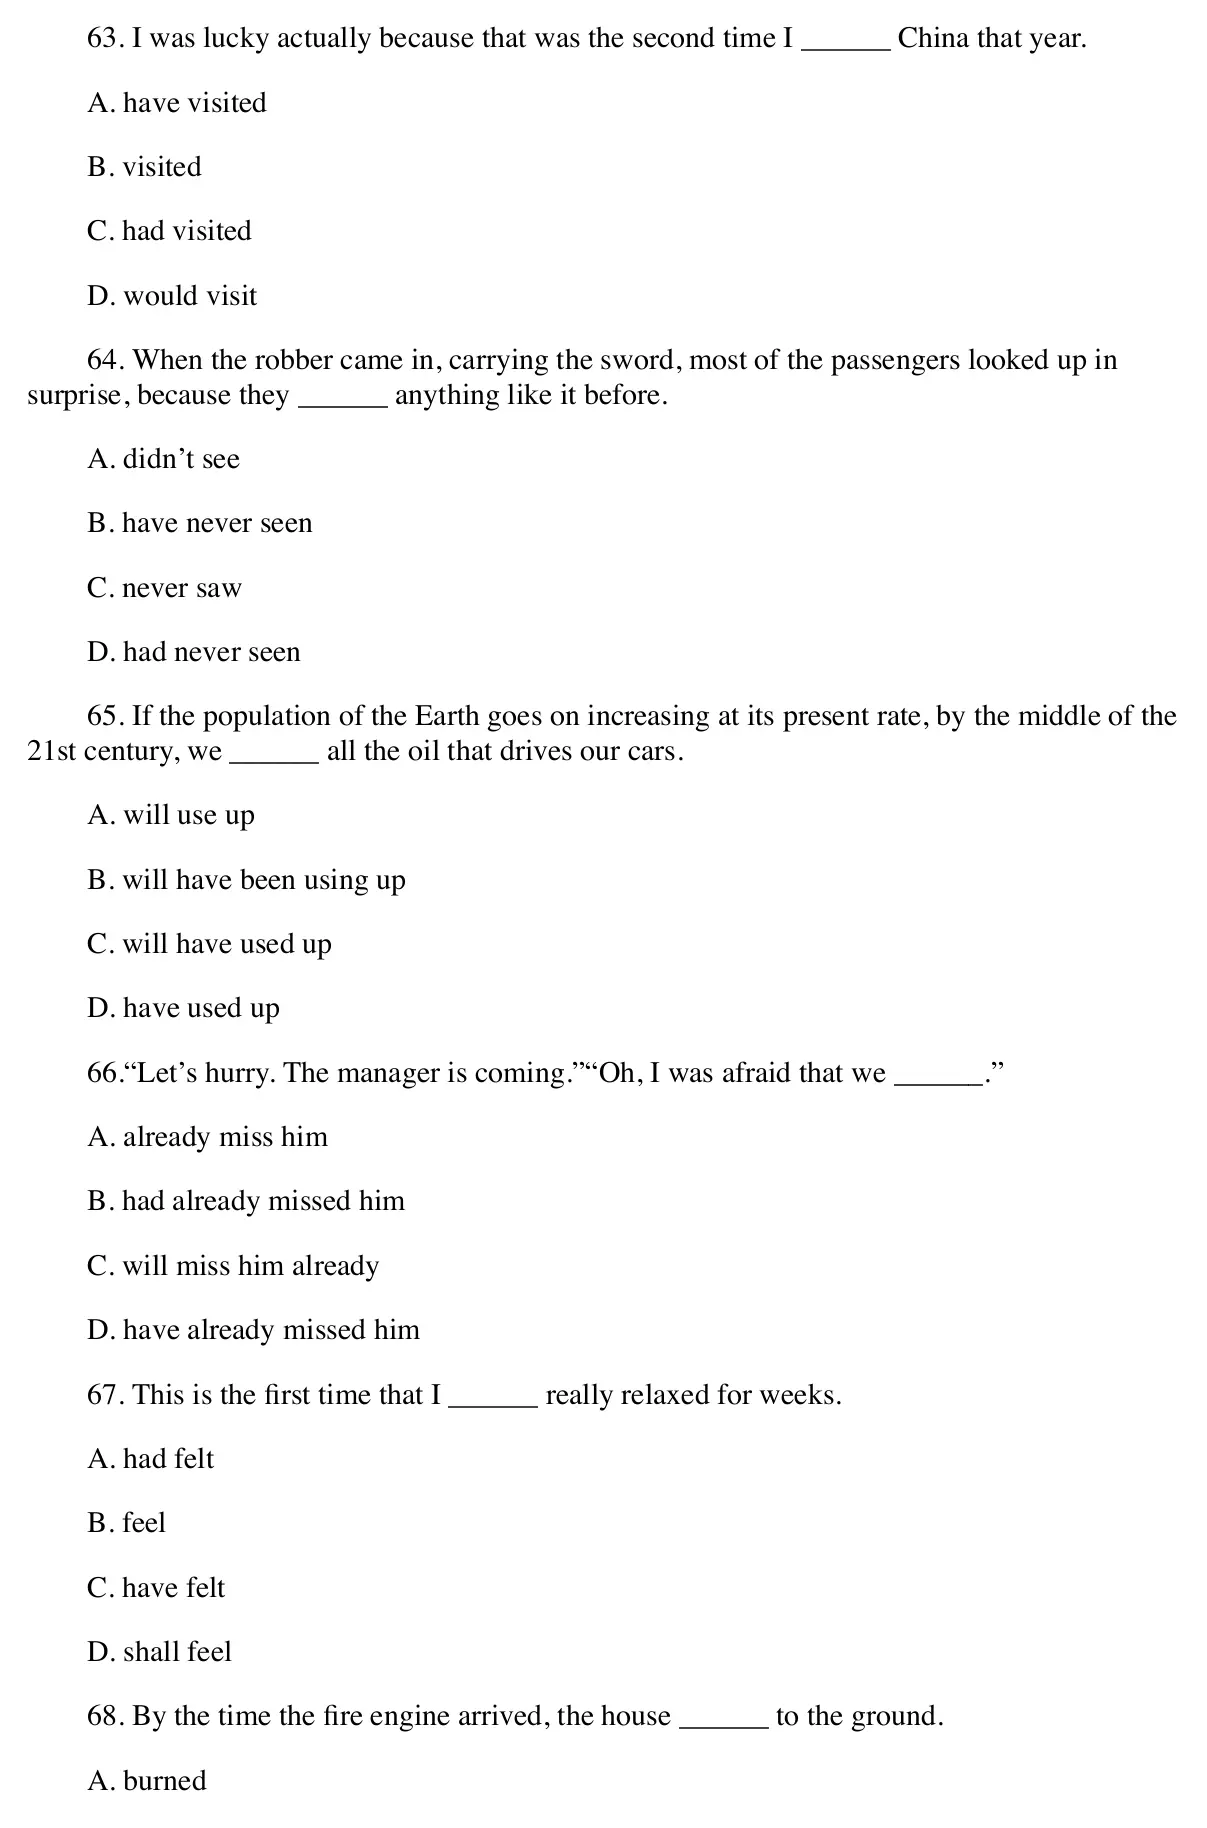 63. I was lucky actually because that was the second time I ______ China that year.
A. have visited
B. visited
C. had visited
D. would visit
64. When the robber came in, carrying the sword, most of the passengers looked up in
surprise, because they ______ anything like it before.
A. didn’t see
B. have never seen
C. never saw
D. had never seen
65. If the population of the Earth goes on increasing at its present rate, by the middle of the
21st century, we ______ all the oil that drives our cars.
A. will use up
B. will have been using up
C. will have used up
D. have used up
66.“Let’s hurry. The manager is coming.”“Oh, I was afraid that we ______.”
A. already miss him
B. had already missed him
C. will miss him already
D. have already missed him
67. This is the first time that I ______ really relaxed for weeks.
A. had felt
B. feel
C. have felt
D. shall feel
68. By the time the fire engine arrived, the house ______ to the ground.
A. burned